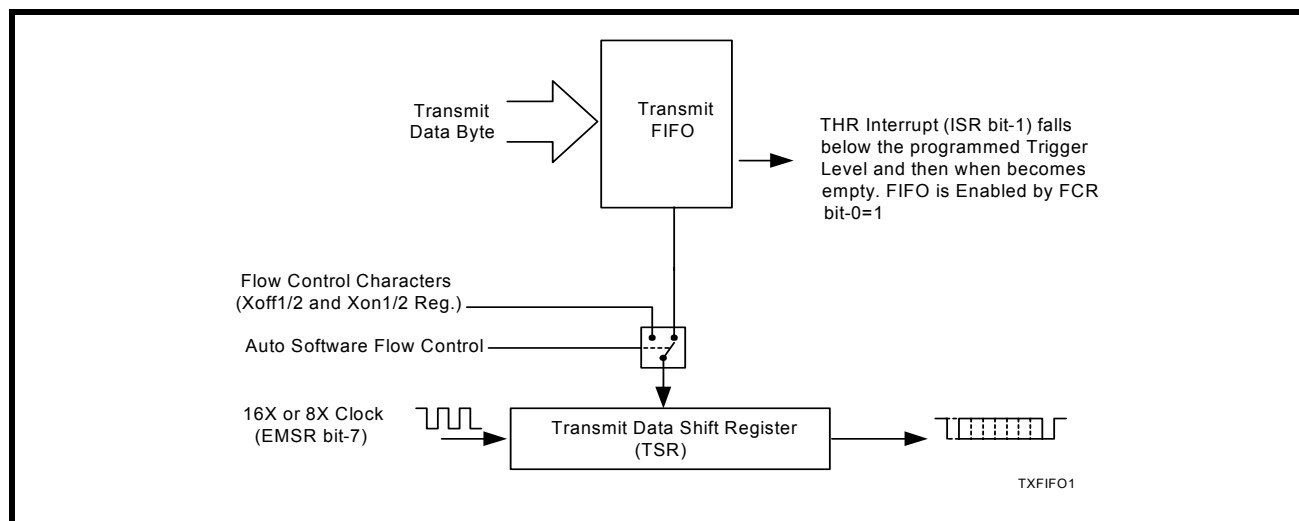 Transmit
Data Byte
Transmit
FIFO
THR Interrupt (ISR bit-1) falls
below the programmed Trigger
Level and then when becomes
empty. FIFO is Enabled by FCR
bit-0=1
Flow Control Characters
(Xoff1/2 and Xon1/2 Reg.)
Auto Software Flow Control
16X or 8X Clock
(EMSR bit-7)
Transmit Data Shift Register
(TSR)
TXFIFO1